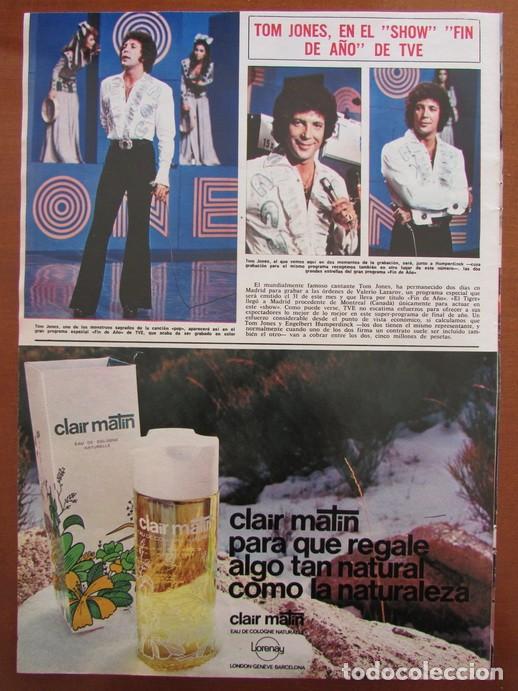 TOM JONES, EN EL "SHOW" "FIN
DE AÑO" DE TVE
Tom Jones, al que vemos aquí en dos momentos de la grabación, será, junto a Humperdinck —cuya
grabación para el mismo programa recogemos también en otro lugar de este número—, las dos
grandes estrellas del gran programa «Fin de Año»
El mundialmente famoso cantante Tom Jones, ha permanecido dos días en
Madrid para grabar a las órdenes de Valerio Lazarov, un programa especial que
será emitido el 31 de este mes y que lleva por título «Fin de Año». «El Tigre»
llegó a Madrid procedente de Montreal (Canadá) únicamente para actuar en
este «show». Como puede verse, TVE no escatima esfuerzos para ofrecer a sus
espectadores lo mejor de lo mejor en este super-programa de final de año. Un
esfuerzo considerable desde el punto de vista económico, si calculamos que
Tom Jones y Engelbert Humperdinck —los dos tienen el mismo representante, y
normalmente cuando uno de los dos firma un contrato suele ser incluido tam-
bién el otro— van a cobrar entre los dos, cinco millones de pesetas.
Tom Jones, uno de los monstruos sagrados de la canción «pop», aparecerá así en el
gran programa especial «Fin de Año» de TVE, que acaba de ser grabado en color
clair matin
EAU DE COLOGNE
NATURELLE
clair matin
clair matin
para que regale
algo tan natural
como la naturaleza
clair matin
EAU DE COLOGNE NATURELLE
Llorenay
LONDON GENEVE BARCELONA
todocoleccion.net